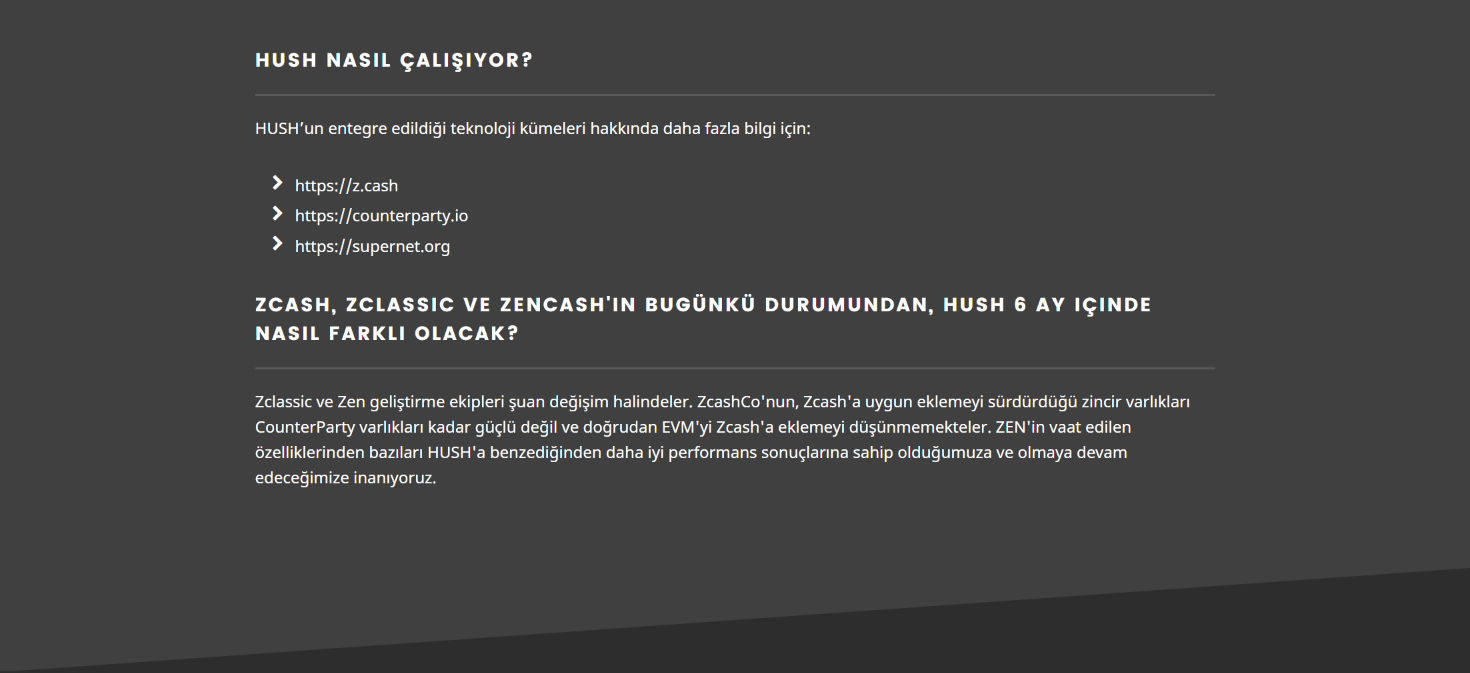 HUSH NASIL ÇALIŞIYOR?
HUSH’un entegre edildiği teknoloji kümeleri hakkında daha fazla bilgi için:
https://z.cash
https://counterparty.io
https://supernet.org
ZCASH, ZCLASSIC VE ZENCASH'IN BUGÜNKÜ DURUMUNDAN, HUSH 6 AY IÇINDE
NASIL FARKLI OLACAK?
Zclassic ve Zen geliştirme ekipleri şuan değişim halindeler. ZcashCo'nun, Zcash'a uygun eklemeyi sürdürdüğü zincir varlıkları
CounterParty varlıkları kadar güçlü değil ve doğrudan EVM'yi Zcash'a eklemeyi düşünmemekteler. ZEN'in vaat edilen
özelliklerinden bazıları HUSH'a benzediğinden daha iyi performans sonuçlarına sahip olduğumuza ve olmaya devam
edeceğimize inanıyoruz.